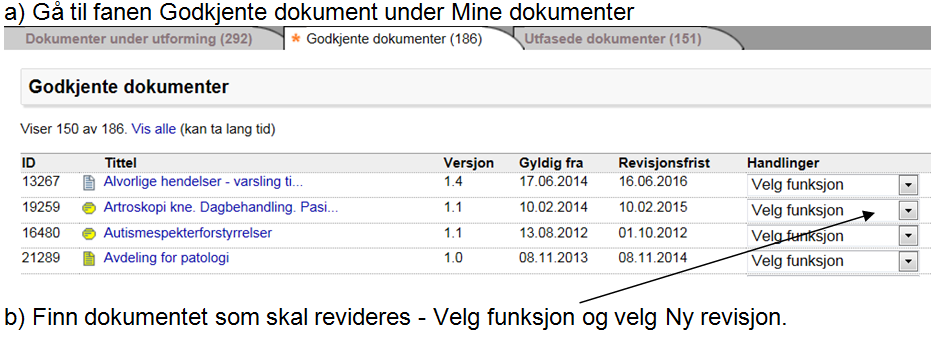 a) Gå til fanen Godkjente dokument under Mine dokumenter
Dokumenter under utforming (292) * Godkjente dokumenter (186) Utfasede dokumenter (151)
Godkjente dokumenter
Viser 150 av 186. Vis alle (kan ta lang tid)
ID Tittel Versjon Gyldig fra Revisjonsfrist Handlinger
13267 Alvorlige hendelser - varsling ti... 1.4 17.06.2014 16.06.2016 Velg funksjon
19259 Artroskopi kne. Dagbehandling. Pasi... 1.1 10.02.2014 10.02.2015 Velg funksjon
16480 Autismespekterforstyrrelser 1.1 13.08.2012 01.10.2012 Velg funksjon
21289 Avdeling for patologi 1.0 08.11.2013 08.11.2014 Velg funksjon
b) Finn dokumentet som skal revideres - Velg funksjon og velg Ny revisjon.